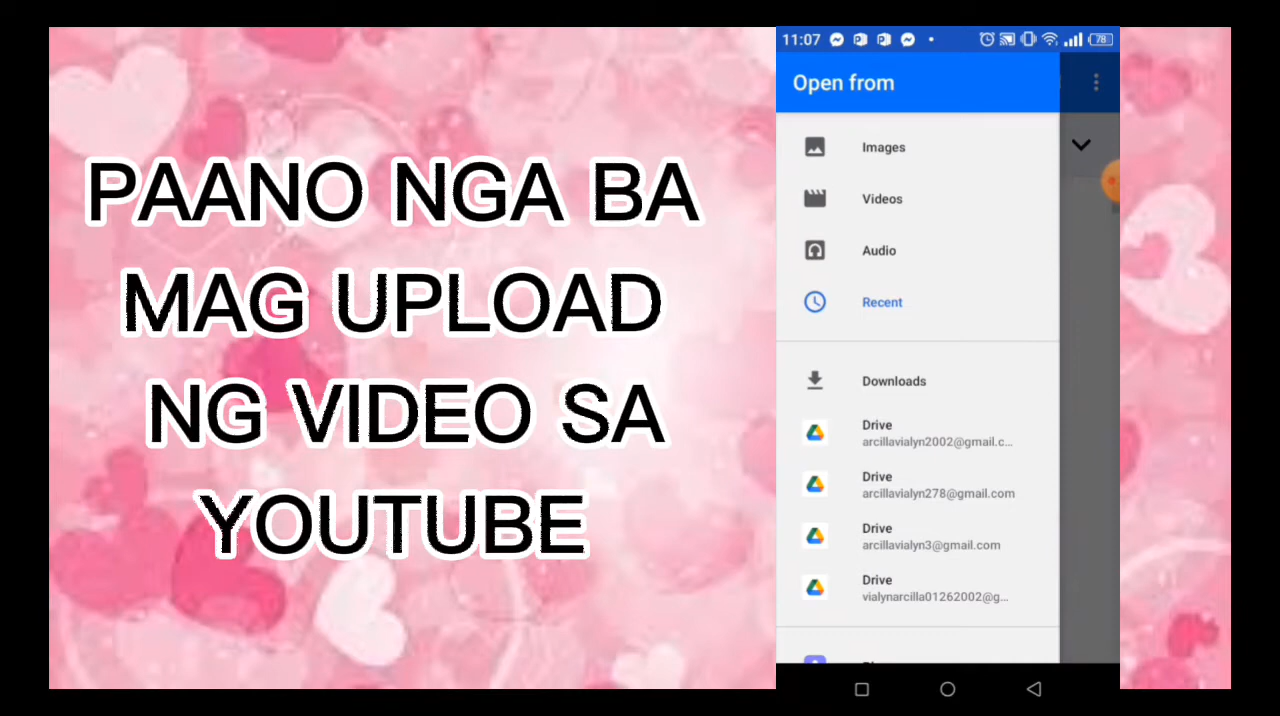 PAANO NGA BA
MAG UPLOAD
NG VIDEO SA
YOUTUBE
11:07
78
Open from
Images
Videos
Audio
Recent
Downloads
Drive
arcillavialyn2002@gmail.c...
Drive
arcillavialyn278@gmail.com
Drive
arcillavialyn3@gmail.com
Drive
vialynarcilla01262002@g...